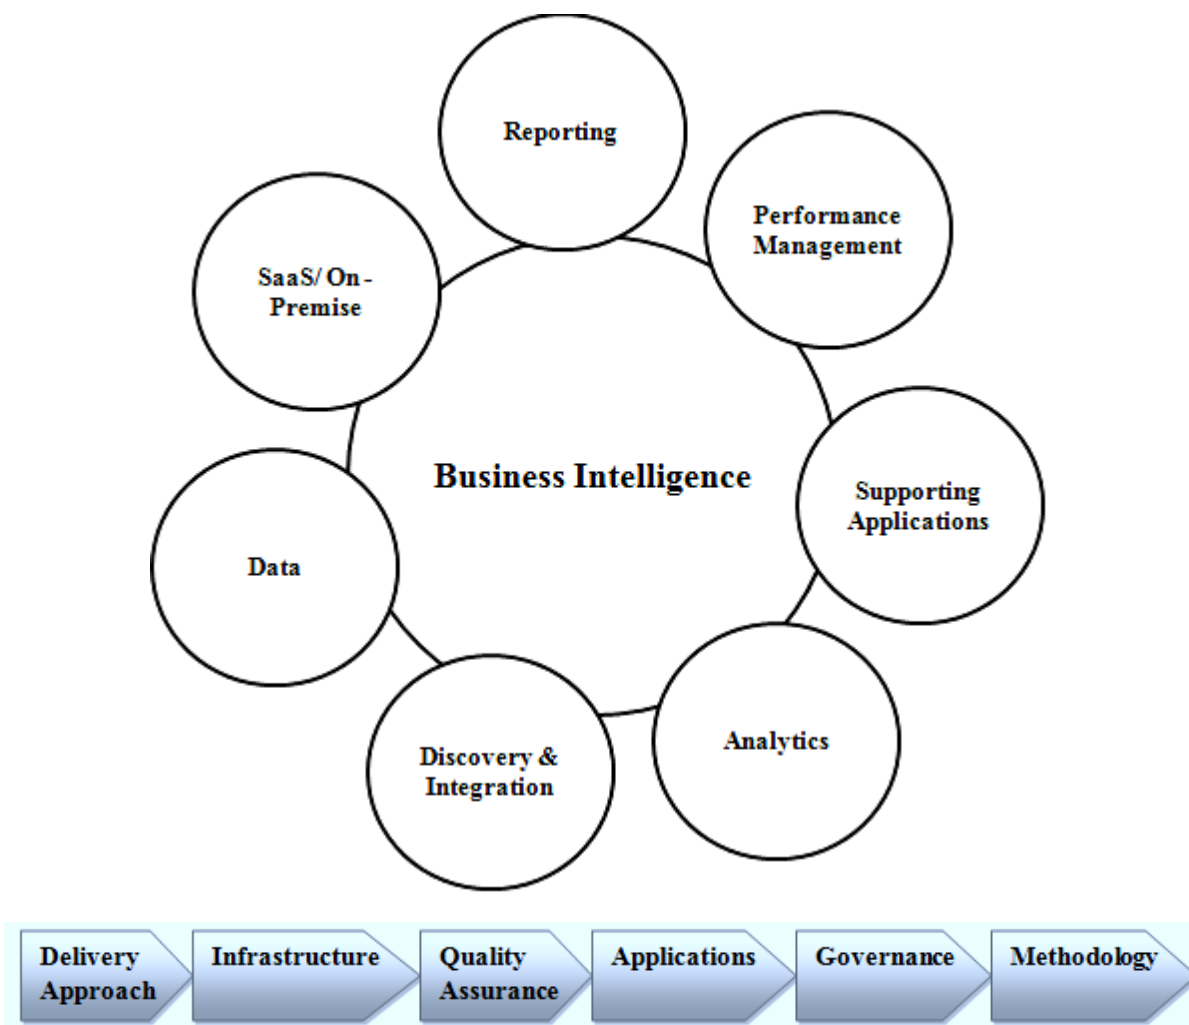 Reporting
Performance
Management
SaaS/ On -
Premise
Business Intelligence
Supporting
Applications
Data
Analytics
Discovery &
Integration
Delivery
Approach
Infrastructure
Quality
Assurance
Applications
Governance
Methodology